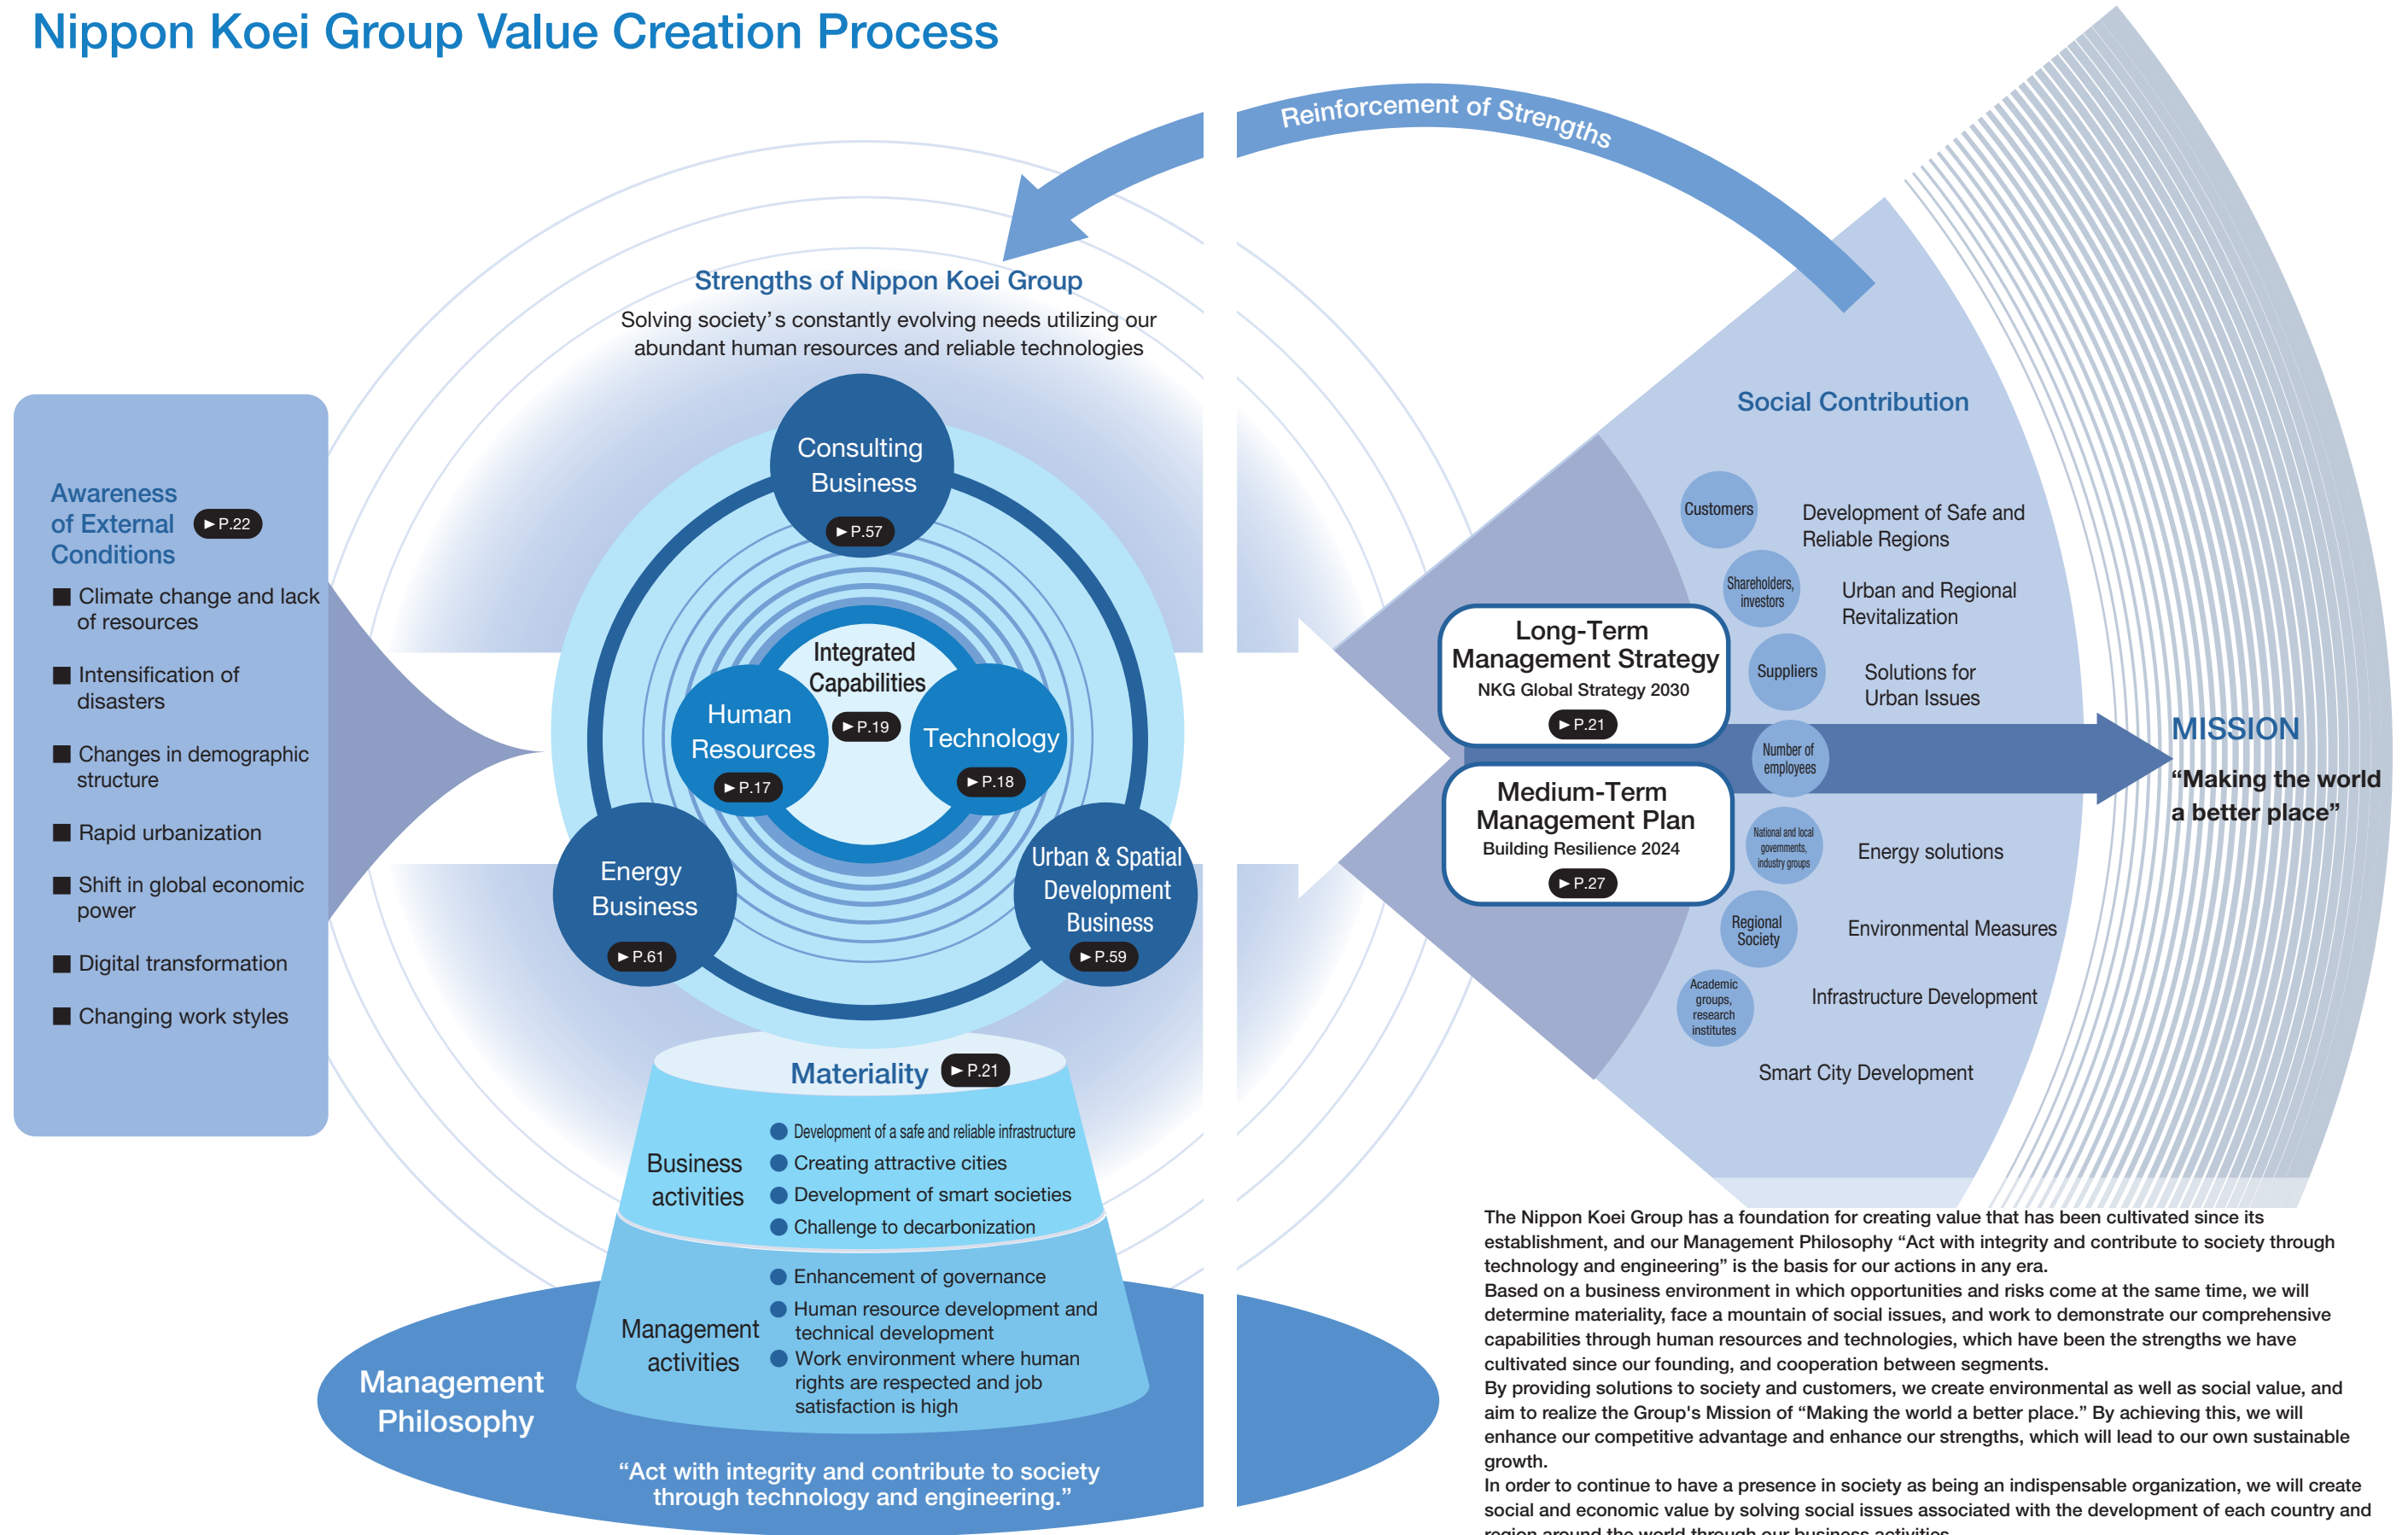 Nippon Koei Group Value Creation Process
Reinforcement of Strengths
Strengths of Nippon Koei Group
Solving society’s constantly evolving needs utilizing our
abundant human resources and reliable technologies
Awareness
of External
Conditions
▶P.22
■ Climate change and lack
of resources
■ Intensification of
disasters
■ Changes in demographic
structure
■ Rapid urbanization
■ Shift in global economic
power
■ Digital transformation
■ Changing work styles
Consulting
Business
▶P.57
Integrated
Capabilities
▶P.19
Human
Resources
▶P.17
Technology
▶P.18
Energy
Business
▶P.61
Urban & Spatial
Development
Business
▶P.59
Materiality ▶P.21
Business
activities
● Development of a safe and reliable infrastructure
● Creating attractive cities
● Development of smart societies
● Challenge to decarbonization
Management
activities
● Enhancement of governance
● Human resource development and
technical development
● Work environment where human
rights are respected and job
satisfaction is high
Management
Philosophy
“Act with integrity and contribute to society
through technology and engineering.”
Long-Term
Management Strategy
NKG Global Strategy 2030
▶P.21
Medium-Term
Management Plan
Building Resilience 2024
▶P.27
Social Contribution
Customers
Shareholders,
investors
Suppliers
Number of
employees
National and local
governments,
industry groups
Regional
Society
Academic
groups,
research
institutes
Development of Safe and
Reliable Regions
Urban and Regional
Revitalization
Solutions for
Urban Issues
Energy solutions
Environmental Measures
Infrastructure Development
Smart City Development
MISSION
“Making the world
a better place”
The Nippon Koei Group has a foundation for creating value that has been cultivated since its
establishment, and our Management Philosophy “Act with integrity and contribute to society through
technology and engineering” is the basis for our actions in any era.
Based on a business environment in which opportunities and risks come at the same time, we will
determine materiality, face a mountain of social issues, and work to demonstrate our comprehensive
capabilities through human resources and technologies, which have been the strengths we have
cultivated since our founding, and cooperation between segments.
By providing solutions to society and customers, we create environmental as well as social value, and
aim to realize the Group's Mission of “Making the world a better place.” By achieving this, we will
enhance our competitive advantage and enhance our strengths, which will lead to our own sustainable
growth.
In order to continue to have a presence in society as being an indispensable organization, we will create
social and economic value by solving social issues associated with the development of each country and
region around the world through our business activities